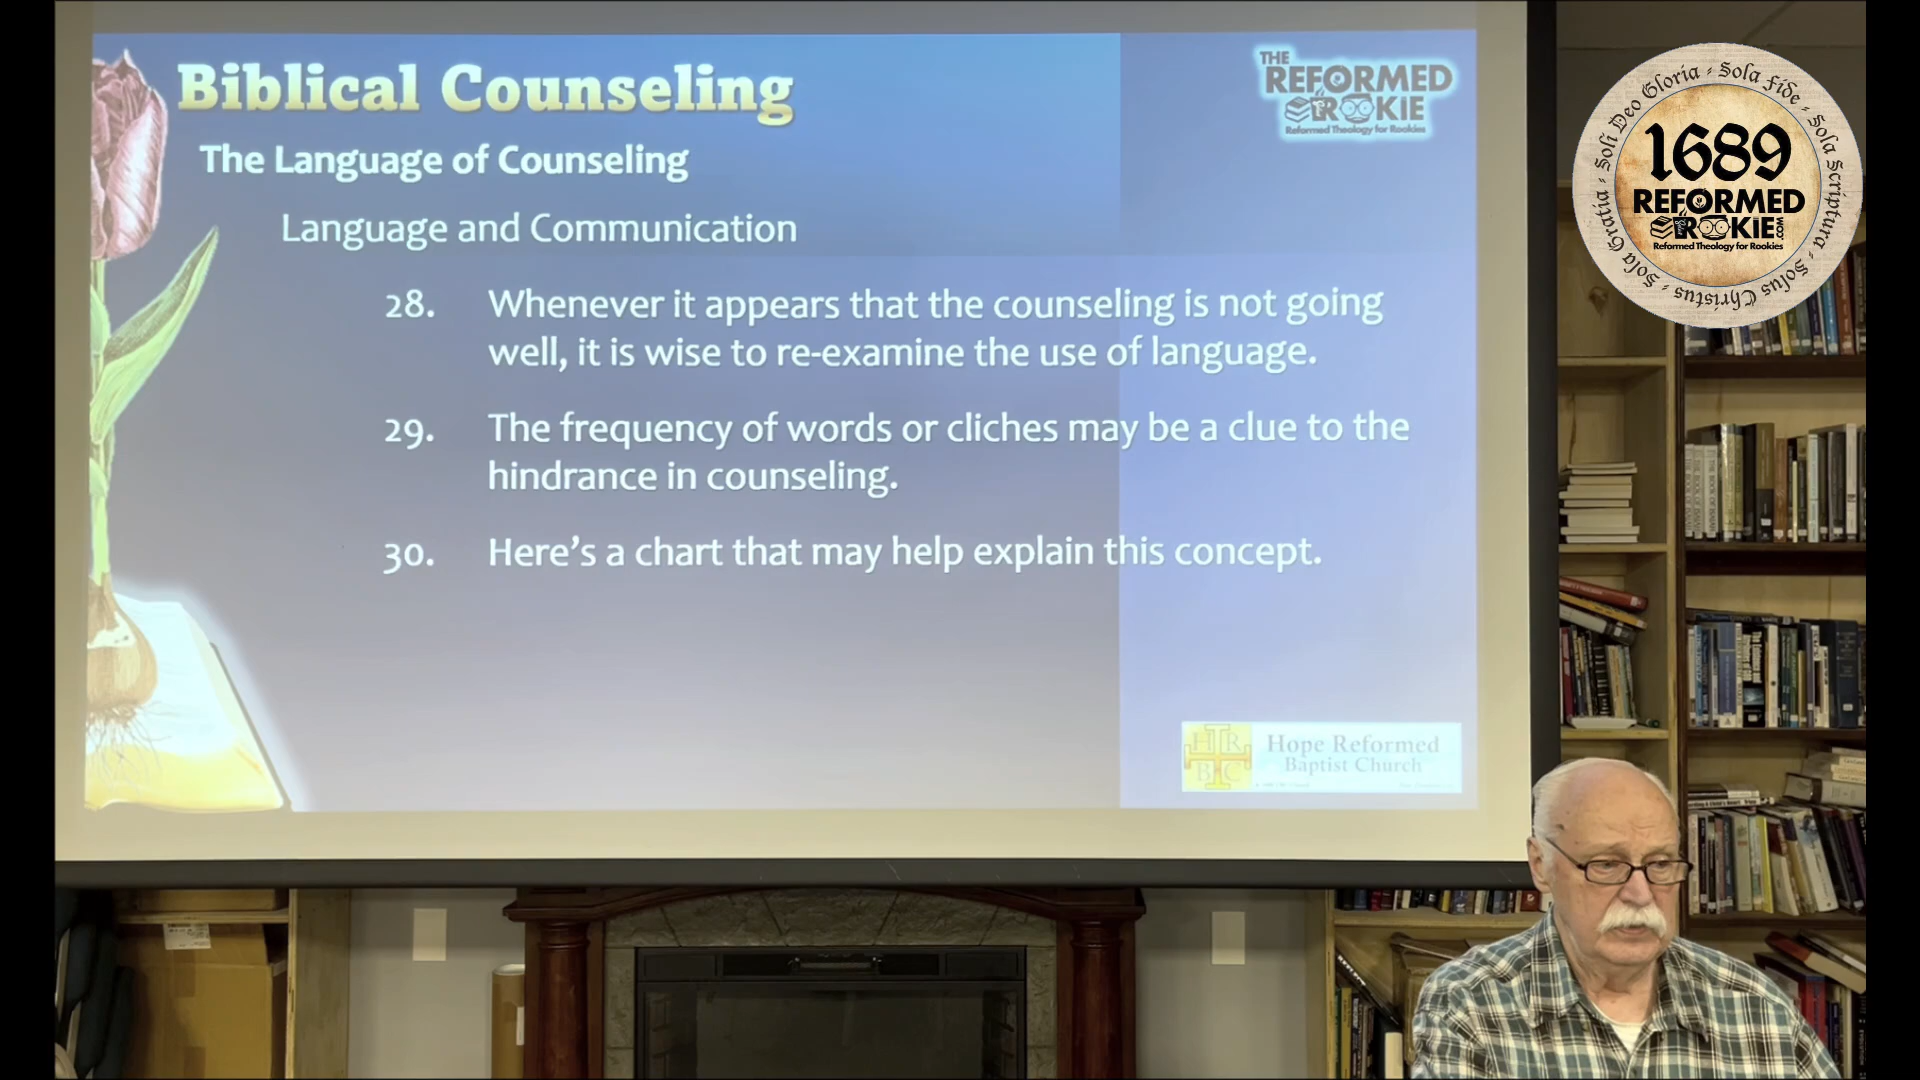 Biblical Counseling
The Language of Counseling
Language and Communication
28. Whenever it appears that the counseling is not going
well, it is wise to re-examine the use of language.
29. The frequency of words or cliches may be a clue to the
hindrance in counseling.
30. Here's a chart that may help explain this concept.
THE
REFORMED
ROOKIE
Reformed Theology for Rookies
HRBC
Hope Reformed
Baptist Church
Soli Deo Gloria - Sola Fide - Sola Scriptura - Solus Christus - Sola Gratia -
1689
REFORMED
ROOKIE.COM
Reformed Theology for Rookies